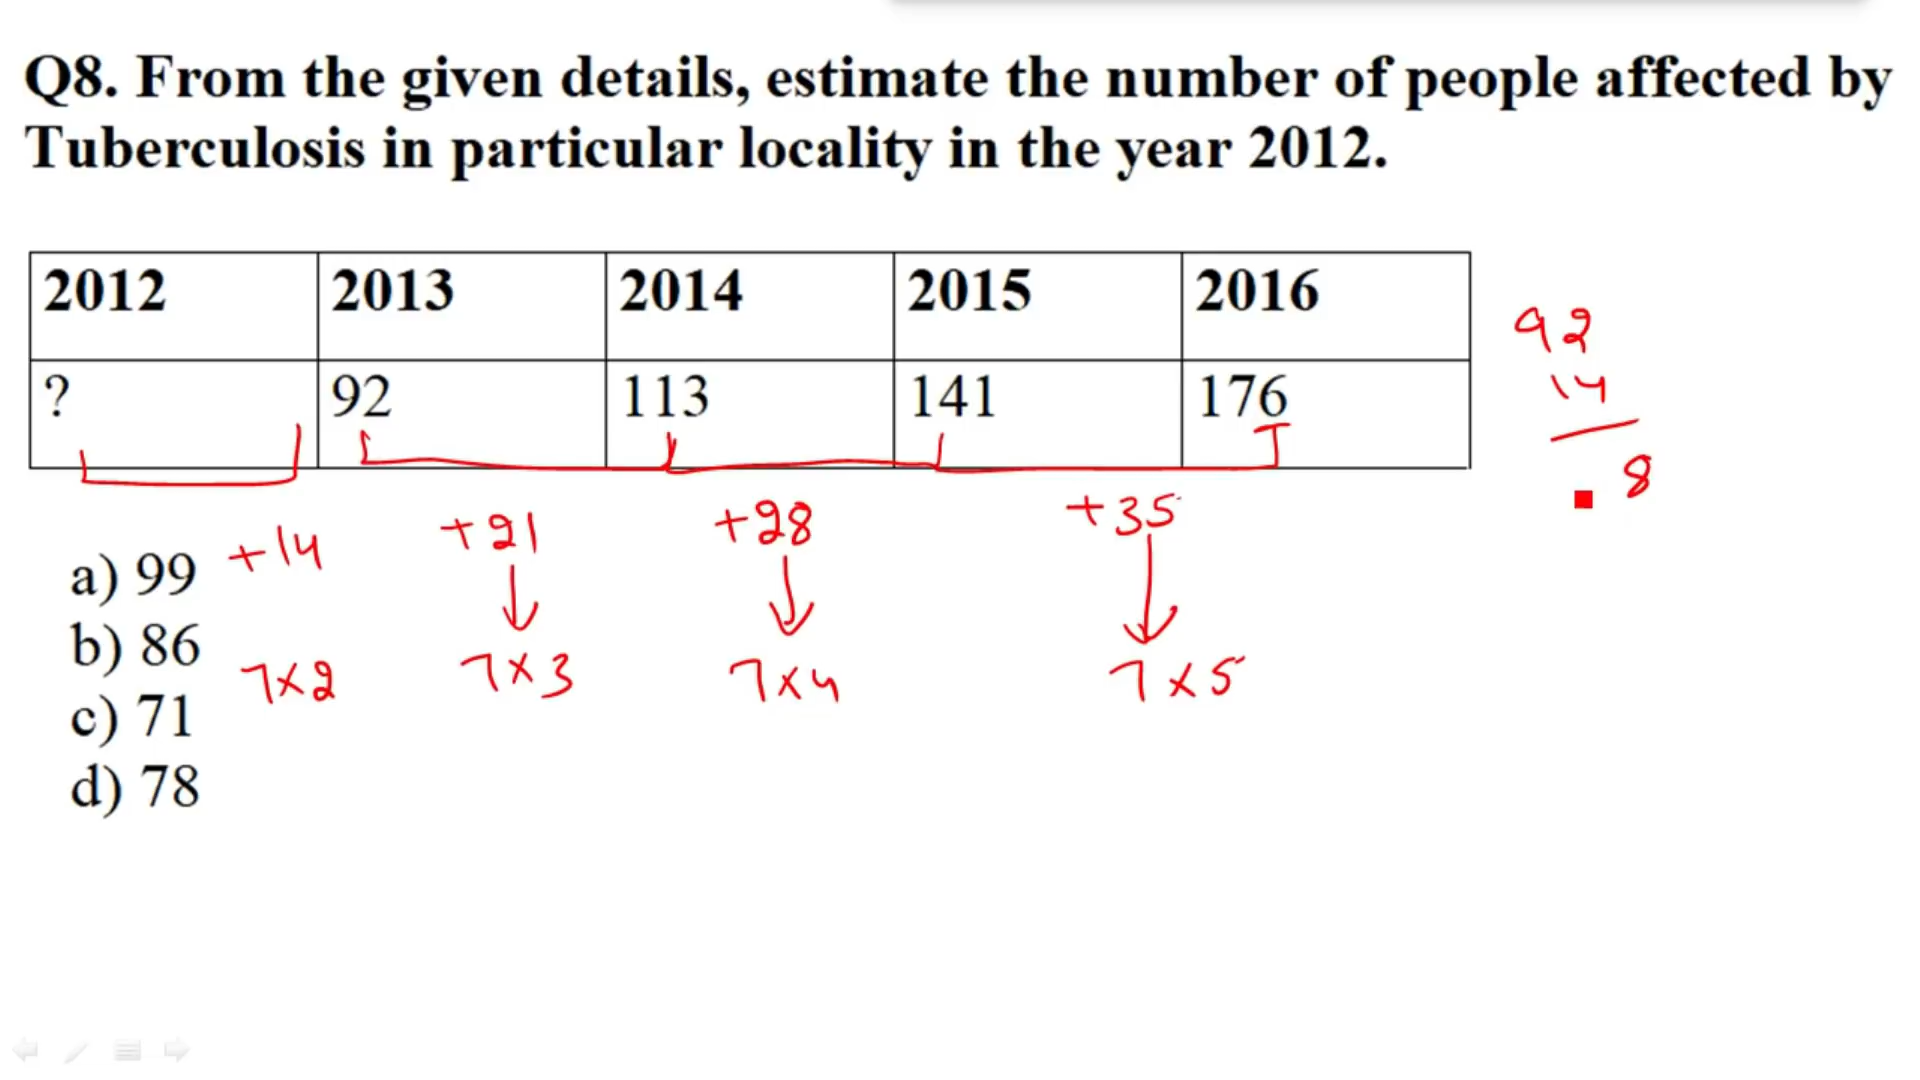 Q8. From the given details, estimate the number of people affected by
Tuberculosis in particular locality in the year 2012.
2012 2013 2014 2015 2016
? 92 113 141 176
92
14
8
+14 +21 +28 +35
a) 99
b) 86
7×2 7×3 7×4 7×5
c) 71
d) 78